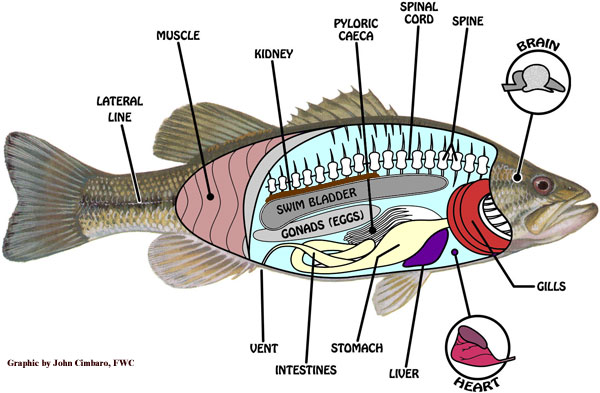 MUSCLE
LATERAL
LINE
KIDNEY
PYLORIC
CAECA
SPINAL
CORD
SPINE
BRAIN
SWIM BLADDER
GONADS (EGGS)
GILLS
VENT
INTESTINES
STOMACH
LIVER
HEART
Graphic by John Cimbaro, FWC